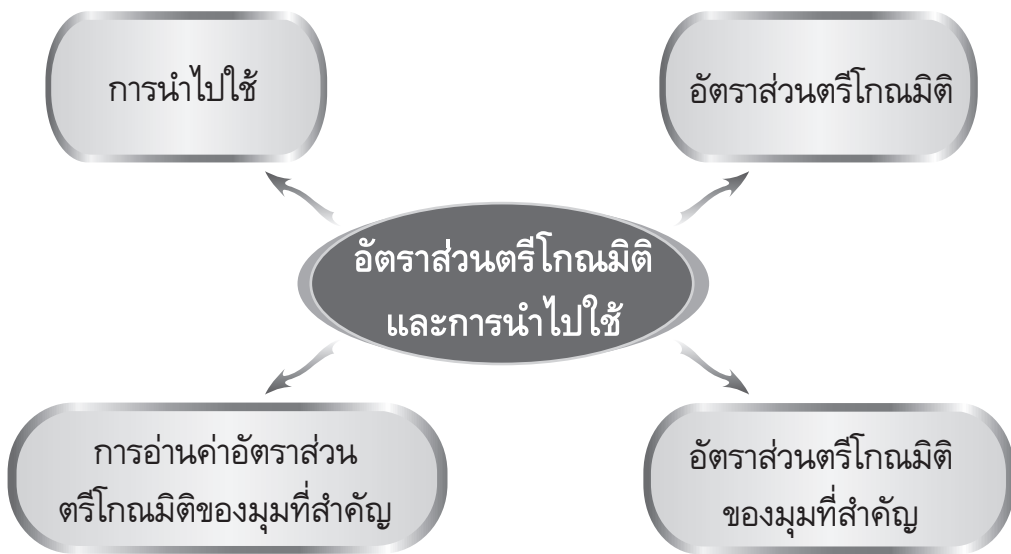 การนำไปใช้
อัตราส่วนตรีโกณมิติ
อัตราส่วนตรีโกณมิติ
และการนำไปใช้
การอ่านค่าอัตราส่วน
ตรีโกณมิติของมุมที่สำคัญ
อัตราส่วนตรีโกณมิติ
ของมุมที่สำคัญ